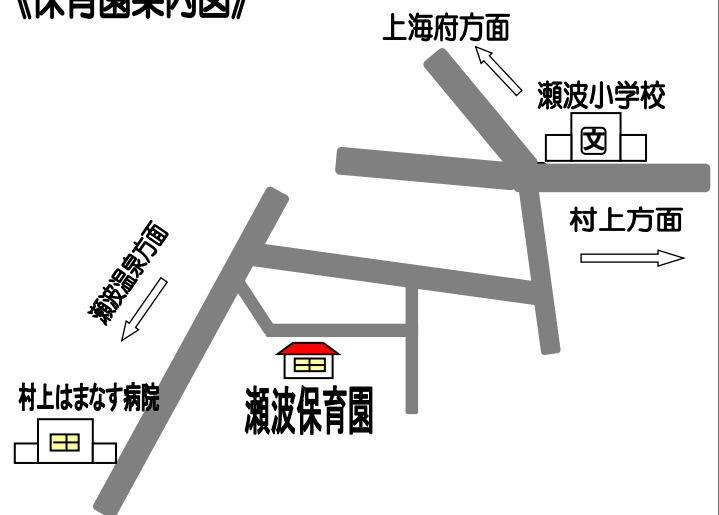 《保育園案内図》
上海府方面
瀬波小学校
文
村上方面
瀬波温泉方面
村上はまなす病院
瀬波保育園